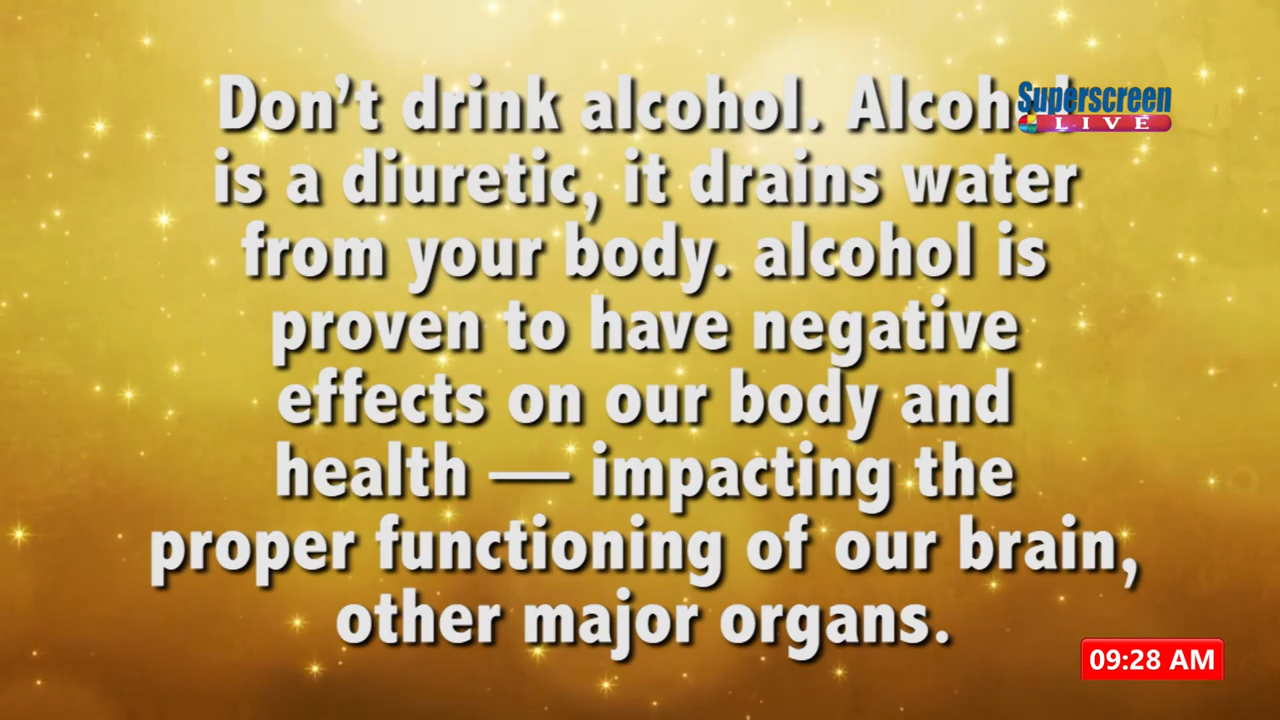 Don't drink alcohol. Alcoh
Superscreen
LIVE
is a diuretic, it drains water
from your body. alcohol is
proven to have negative
effects on our body and
health — impacting the
proper functioning of our brain,
other major organs.
09:28 AM